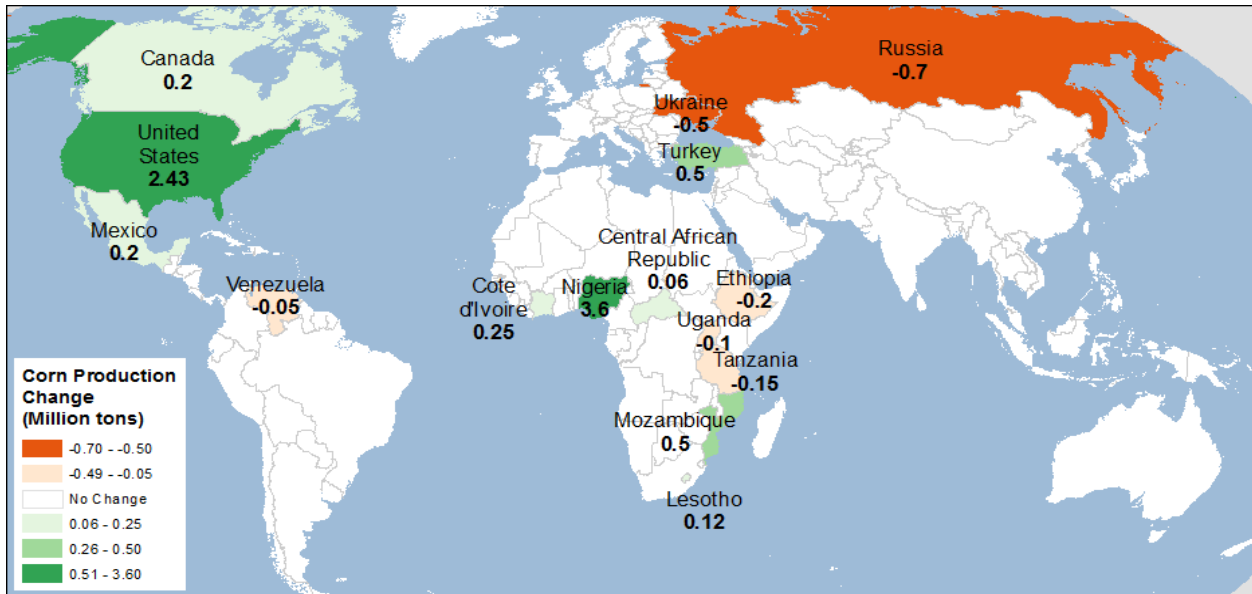 Canada
0.2
United
States
2.43
Mexico
0.2
Venezuela
-0.05
Russia
-0.7
Ukraine
-0.5
Turkey
0.5
Central African
Republic
0.06
Cote
d'Ivoire
0.25
Nigeria
3.6
Ethiopia
-0.2
Uganda
-0.1
Tanzania
-0.15
Mozambique
0.5
Lesotho
0.12
Corn Production
Change
(Million tons)
-0.70 - -0.50
-0.49 - -0.05
No Change
0.06 - 0.25
0.26 - 0.50
0.51 - 3.60